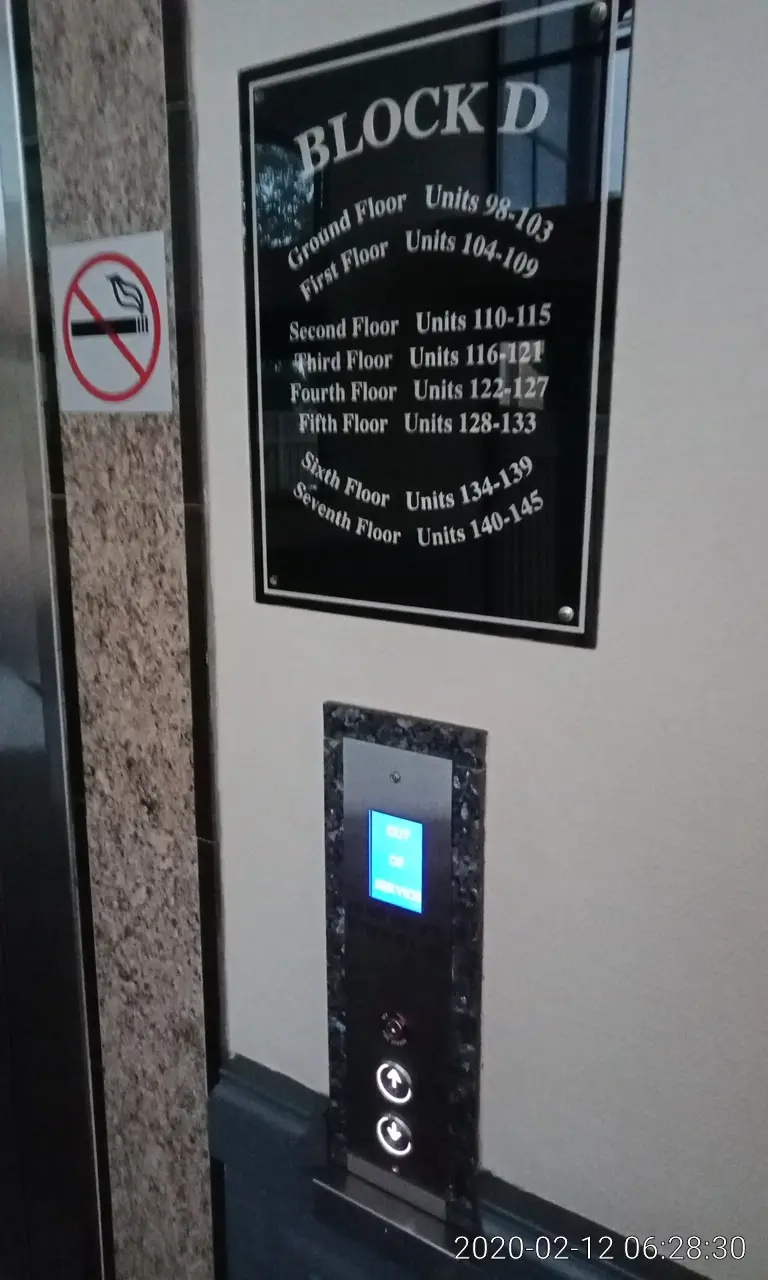 BLOCK D
Ground Floor Units 98-103
First Floor Units 104-109
Second Floor Units 110-115
Third Floor Units 116-121
Fourth Floor Units 122-127
Fifth Floor Units 128-133
Sixth Floor Units 134-139
Seventh Floor Units 140-145
OUT
OF
SERVICE
2020-02-12 06:28:30